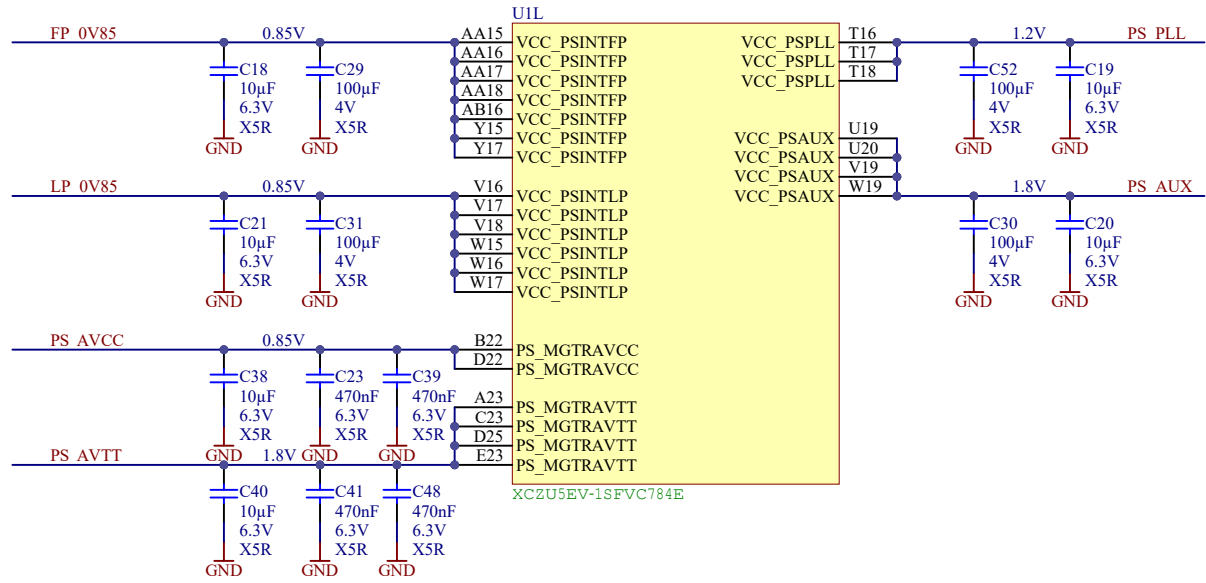 U1L
FP_0V85
0.85V
C18
10µF
6.3V
X5R
GND
C29
100µF
4V
X5R
GND
AA15 VCC_PSINTFP
AA16 VCC_PSINTFP
AA17 VCC_PSINTFP
AA18 VCC_PSINTFP
AB16 VCC_PSINTFP
Y15 VCC_PSINTFP
Y17 VCC_PSINTFP
VCC_PSPLL T16
VCC_PSPLL T17
VCC_PSPLL T18
1.2V
PS_PLL
C52
100µF
4V
X5R
GND
C19
10µF
6.3V
X5R
GND
LP_0V85
0.85V
C21
10µF
6.3V
X5R
GND
C31
100µF
4V
X5R
GND
V16 VCC_PSINTLP
V17 VCC_PSINTLP
V18 VCC_PSINTLP
W15 VCC_PSINTLP
W16 VCC_PSINTLP
W17 VCC_PSINTLP
VCC_PSAUX U19
VCC_PSAUX U20
VCC_PSAUX V19
VCC_PSAUX W19
1.8V
PS_AUX
C30
100µF
4V
X5R
GND
C20
10µF
6.3V
X5R
GND
PS_AVCC
0.85V
C38
10µF
6.3V
X5R
GND
C23
470nF
6.3V
X5R
GND
C39
470nF
6.3V
X5R
GND
B22 PS_MGTRAVCC
D22 PS_MGTRAVCC
A23 PS_MGTRAVTT
C23 PS_MGTRAVTT
D25 PS_MGTRAVTT
E23 PS_MGTRAVTT
PS_AVTT
1.8V
C40
10µF
6.3V
X5R
GND
C41
470nF
6.3V
X5R
GND
C48
470nF
6.3V
X5R
GND
XCZU5EV-1SFVC784E